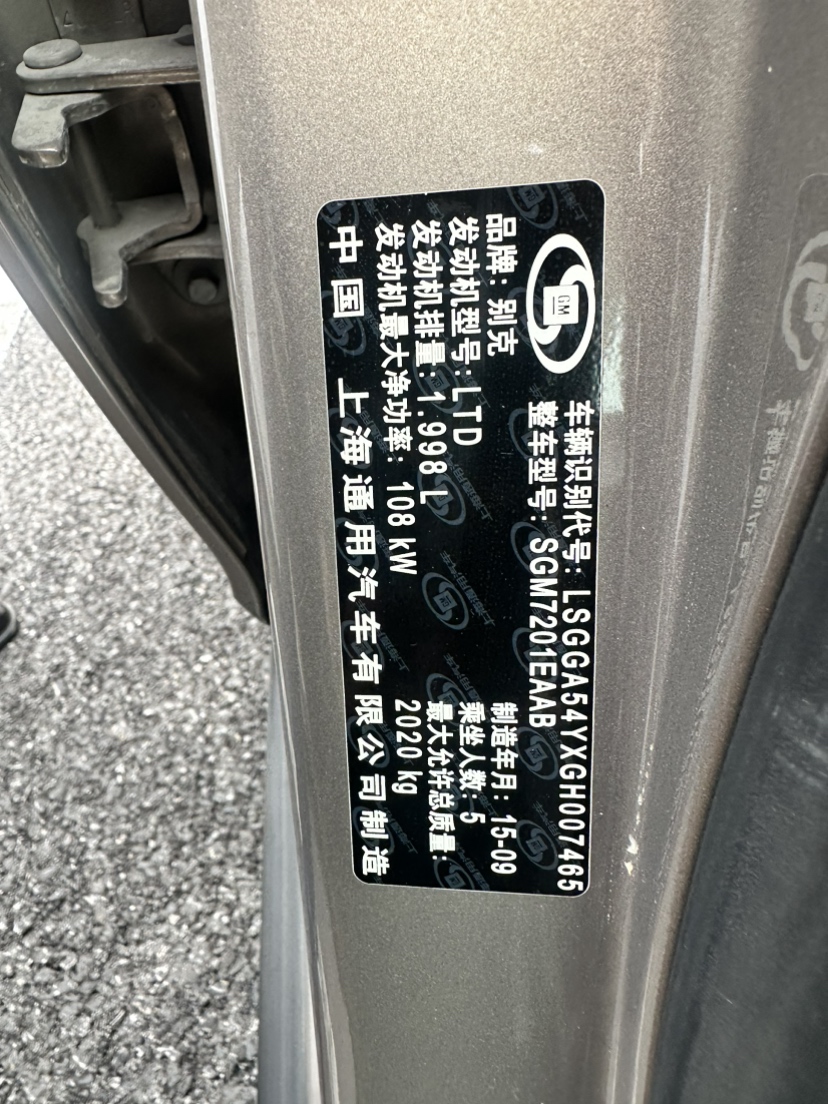 GM
车辆识别代号: LSGGA54YXGH007465
整车型号: SGM7201EAAB
品牌: 别克
制造年月: 15-09
发动机型号: LTD
乘坐人数: 5
发动机排量: 1.998 L
最大允许总质量:
2020 kg
发动机最大净功率: 108 kW
中国 上海通用汽车有限公司制造